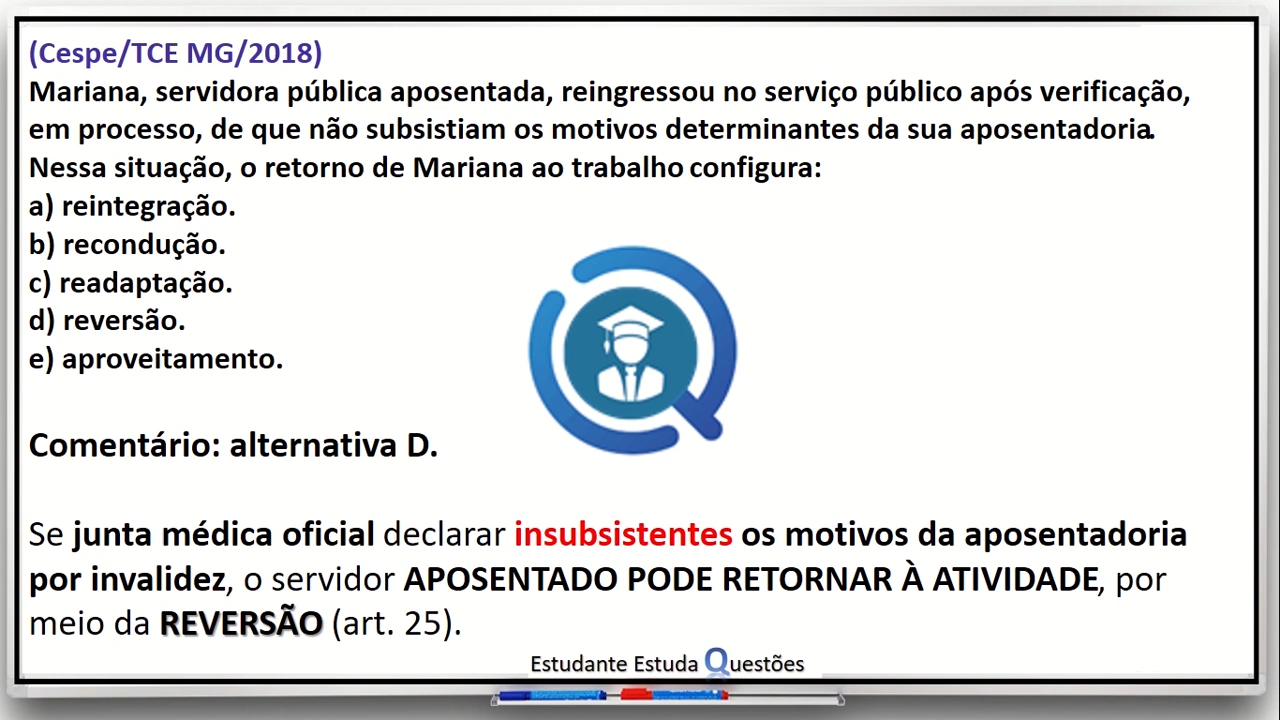 (Cespe/TCE MG/2018)
Mariana, servidora pública aposentada, reingressou no serviço público após verificação,
em processo, de que não subsistiam os motivos determinantes da sua aposentadoria.
Nessa situação, o retorno de Mariana ao trabalho configura:
a) reintegração.
b) recondução.
c) readaptação.
d) reversão.
e) aproveitamento.
Comentário: alternativa D.
Se junta médica oficial declarar insubsistentes os motivos da aposentadoria
por invalidez, o servidor APOSENTADO PODE RETORNAR À ATIVIDADE, por
meio da REVERSÃO (art. 25).
Estudante Estuda Questões